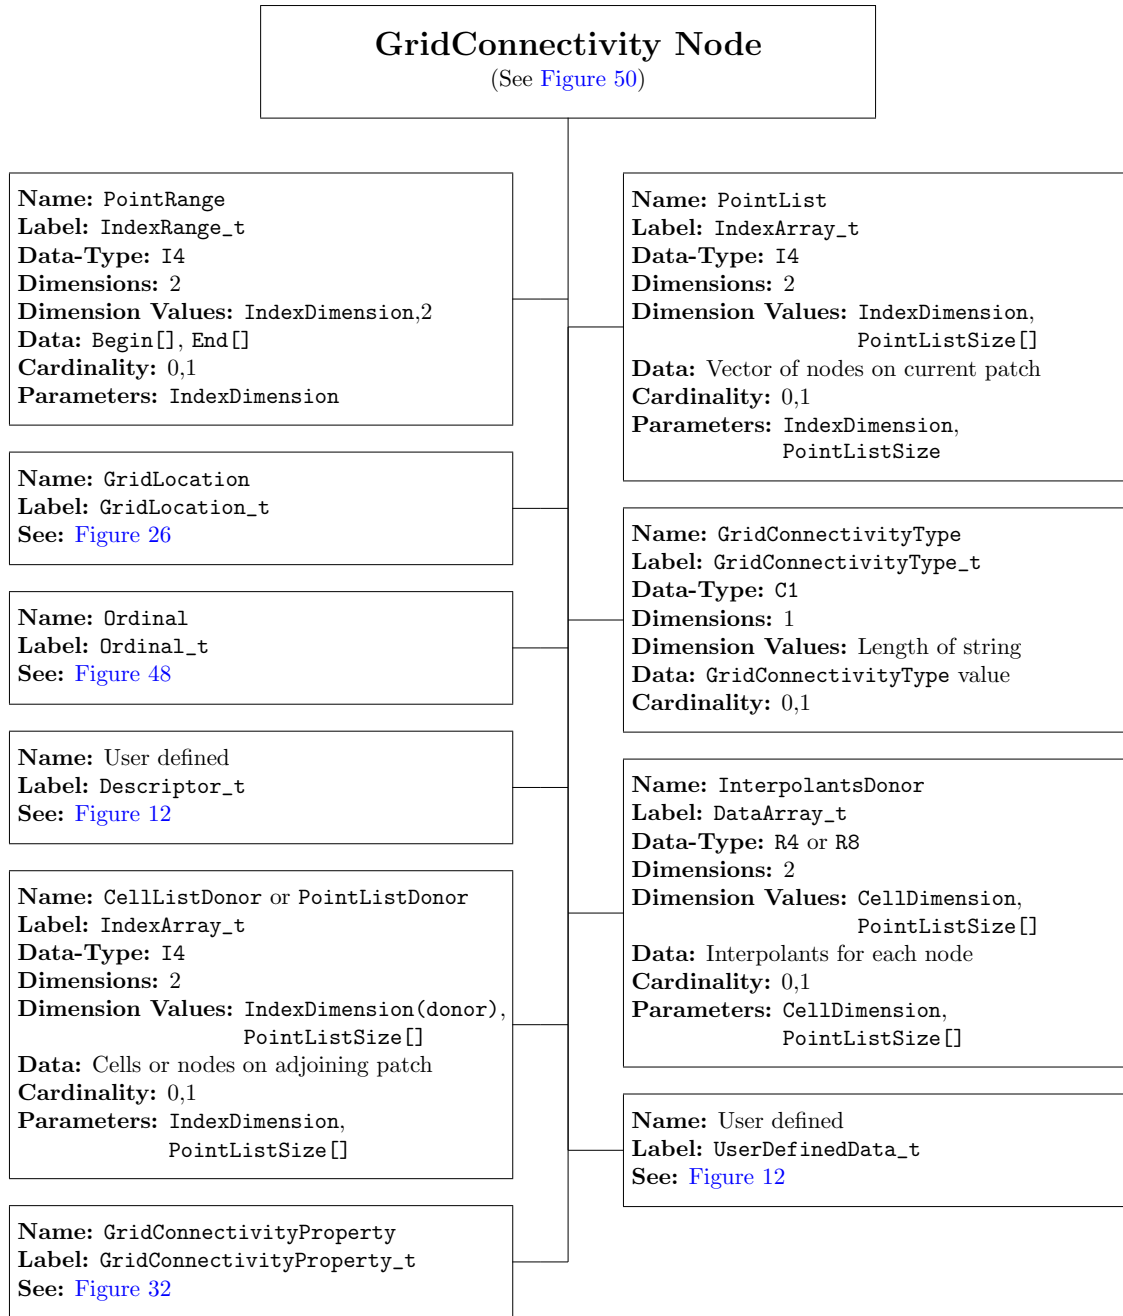 GridConnectivity Node
(See Figure 50)
Name: PointRange
Label: IndexRange_t
Data-Type: I4
Dimensions: 2
Dimension Values: IndexDimension,2
Data: Begin[], End[]
Cardinality: 0,1
Parameters: IndexDimension
Name: GridLocation
Label: GridLocation_t
See: Figure 26
Name: Ordinal
Label: Ordinal_t
See: Figure 48
Name: User defined
Label: Descriptor_t
See: Figure 12
Name: CellListDonor or PointListDonor
Label: IndexArray_t
Data-Type: I4
Dimensions: 2
Dimension Values: IndexDimension(donor),
PointListSize[]
Data: Cells or nodes on adjoining patch
Cardinality: 0,1
Parameters: IndexDimension,
PointListSize[]
Name: GridConnectivityProperty
Label: GridConnectivityProperty_t
See: Figure 32
Name: PointList
Label: IndexArray_t
Data-Type: I4
Dimensions: 2
Dimension Values: IndexDimension,
PointListSize[]
Data: Vector of nodes on current patch
Cardinality: 0,1
Parameters: IndexDimension,
PointListSize
Name: GridConnectivityType
Label: GridConnectivityType_t
Data-Type: C1
Dimensions: 1
Dimension Values: Length of string
Data: GridConnectivityType value
Cardinality: 0,1
Name: InterpolantsDonor
Label: DataArray_t
Data-Type: R4 or R8
Dimensions: 2
Dimension Values: CellDimension,
PointListSize[]
Data: Interpolants for each node
Cardinality: 0,1
Parameters: CellDimension,
PointListSize[]
Name: User defined
Label: UserDefinedData_t
See: Figure 12